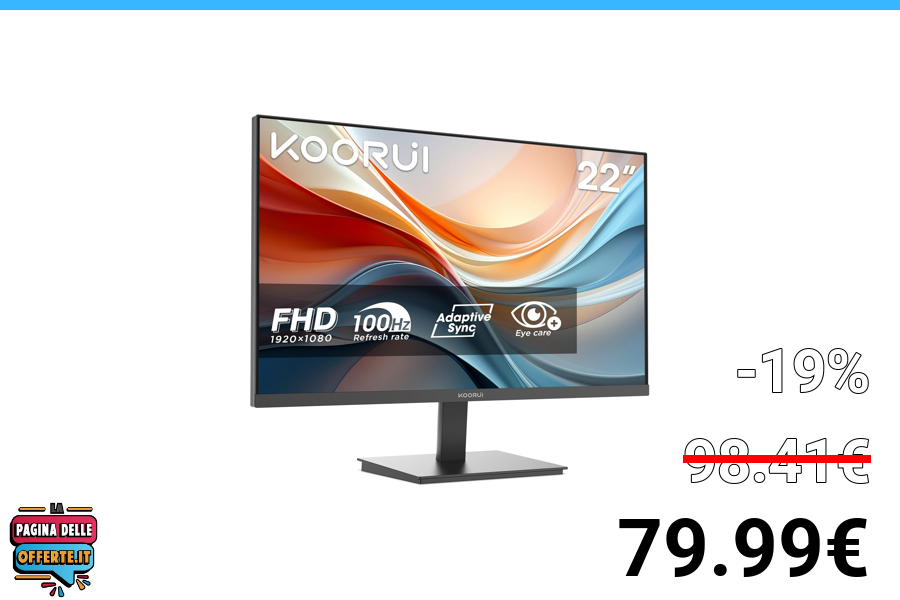 KOORUI
22"
FHD
1920×1080
100Hz
Refresh rate
Adaptive
Sync
Eye care
KOORUI
-19%
98.41€
79.99€
LA
PAGINA DELLE
OFFERTE.IT